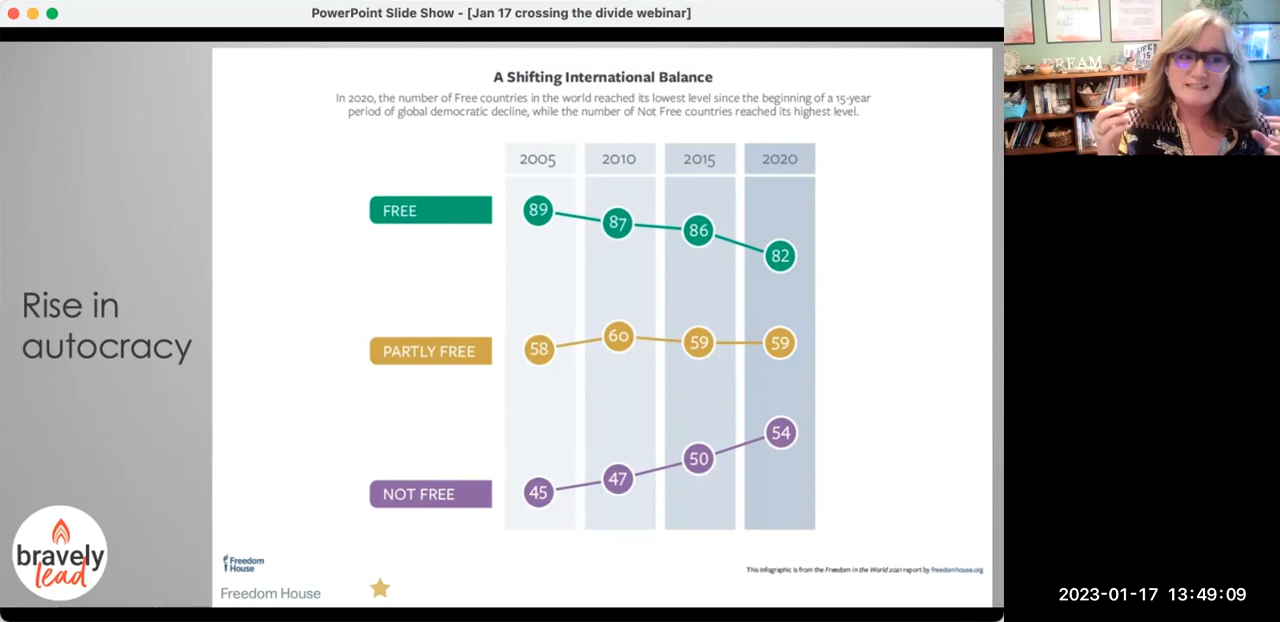 PowerPoint Slide Show - [Jan 17 crossing the divide webinar]
A Shifting International Balance
In 2020, the number of Free countries in the world reached its lowest level since the beginning of a 15-year
period of global democratic decline, while the number of Not Free countries reached its highest level.
2005 2010 2015 2020
FREE 89 87 86 82
Rise in
autocracy
PARTLY FREE 58 60 59 59
NOT FREE 45 47 50 54
bravely
lead
Freedom
House
This infographic is from the Freedom in the World 2021 report by freedomhouse.org
Freedom House
DREAM
2023-01-17 13:49:09